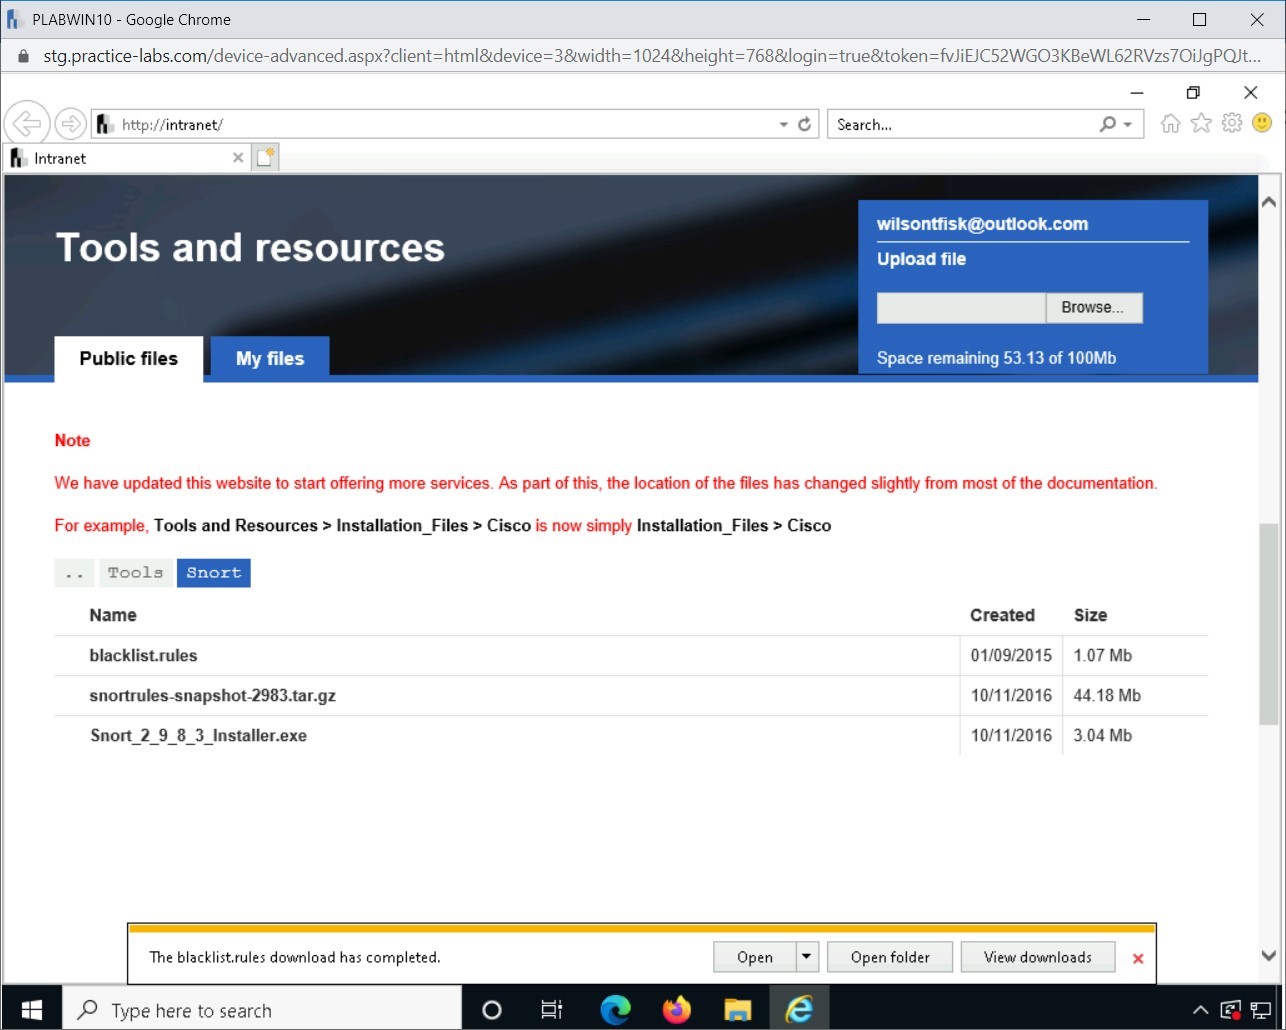 PLABWIN10 - Google Chrome
stg.practice-labs.com/device-advanced.aspx?client=html&device=3&width=1024&height=768&login=true&token=fvJiEJC52WGO3KBeWL62RVzs7OiJgPQJt...
http://intranet/
Search...
Intranet
Tools and resources
wilsontfisk@outlook.com
Upload file
Browse...
Space remaining 53.13 of 100Mb
Public files
My files
Note
We have updated this website to start offering more services. As part of this, the location of the files has changed slightly from most of the documentation.
For example, Tools and Resources > Installation_Files > Cisco is now simply Installation_Files > Cisco
.. Tools Snort
Name Created Size
blacklist.rules 01/09/2015 1.07 Mb
snortrules-snapshot-2983.tar.gz 10/11/2016 44.18 Mb
Snort_2_9_8_3_Installer.exe 10/11/2016 3.04 Mb
The blacklist.rules download has completed. Open Open folder View downloads
Type here to search